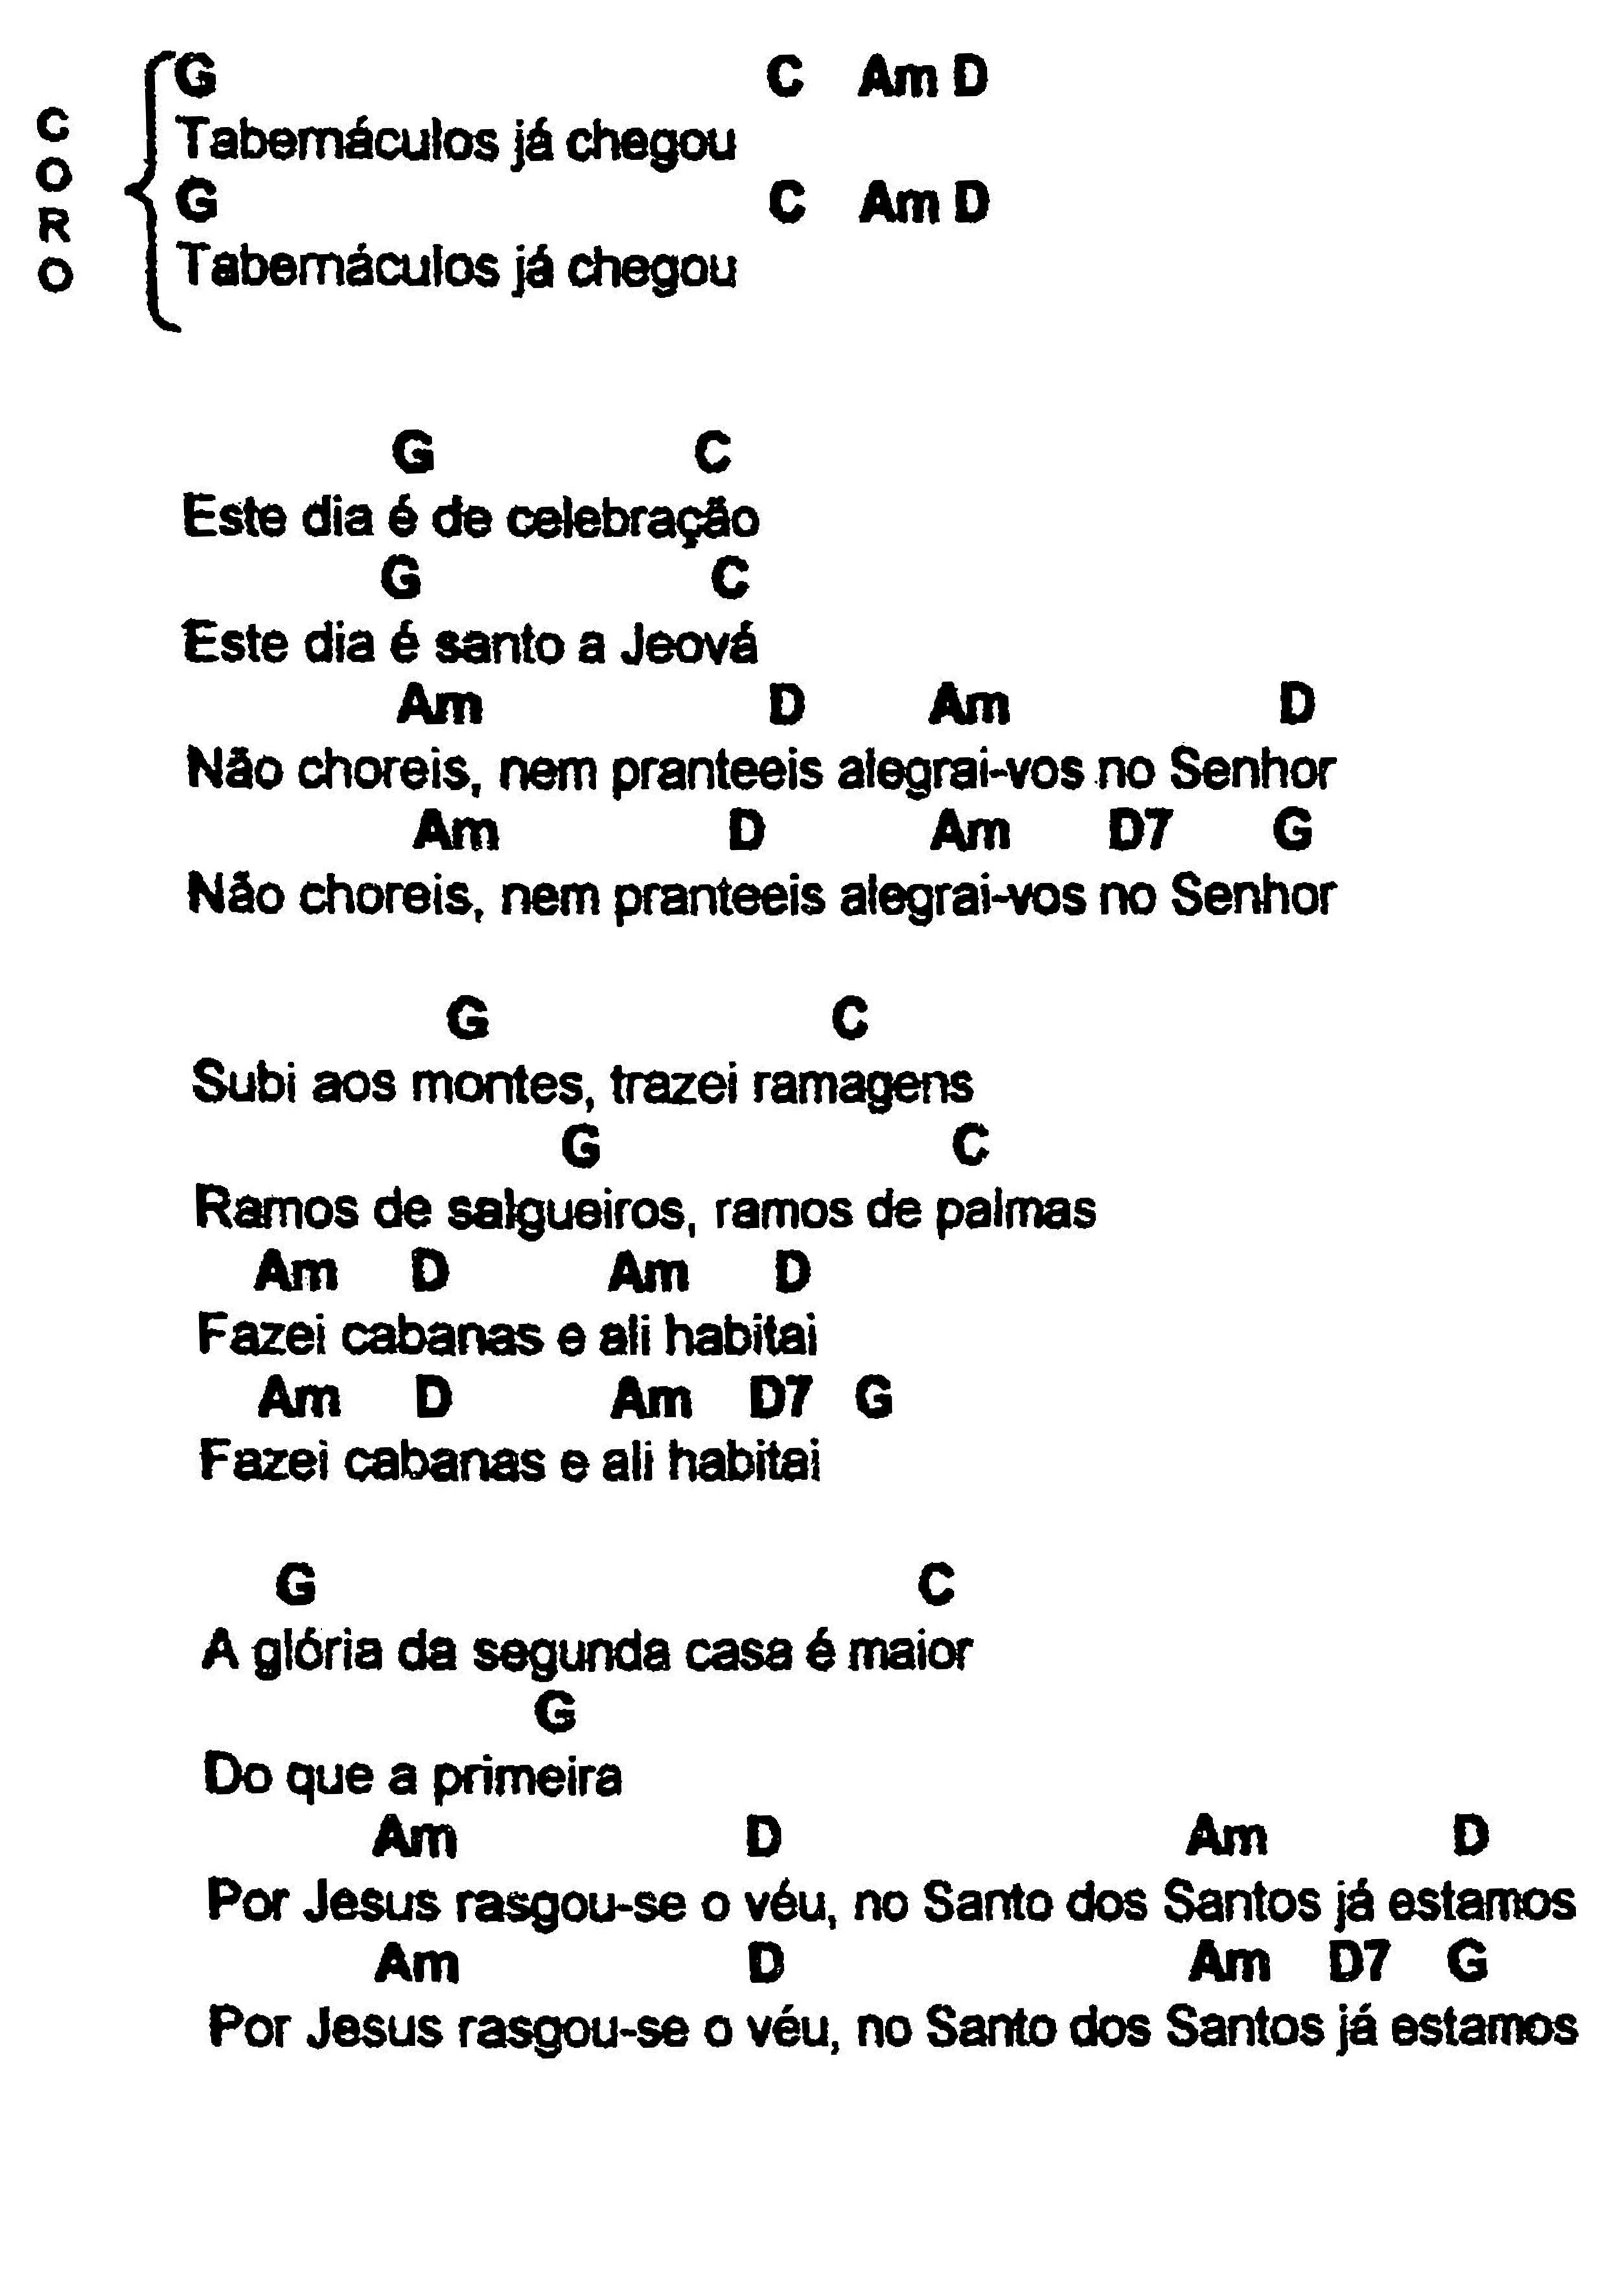 CORO
G C Am D
Tabernáculos já chegou
G C Am D
Tabernáculos já chegou
G C
Este dia é de celebração
G C
Este dia é santo a Jeová
Am D Am D
Não choreis, nem pranteeis alegrai-vos no Senhor
Am D Am D7 G
Não choreis, nem pranteeis alegrai-vos no Senhor
G C
Subi aos montes, trazei ramagens
G C
Ramos de salgueiros, ramos de palmas
Am D Am D
Fazei cabanas e ali habitai
Am D Am D7 G
Fazei cabanas e ali habitai
G C
A glória da segunda casa é maior
G
Do que a primeira
Am D Am D
Por Jesus rasgou-se o véu, no Santo dos Santos já estamos
Am D Am D7 G
Por Jesus rasgou-se o véu, no Santo dos Santos já estamos